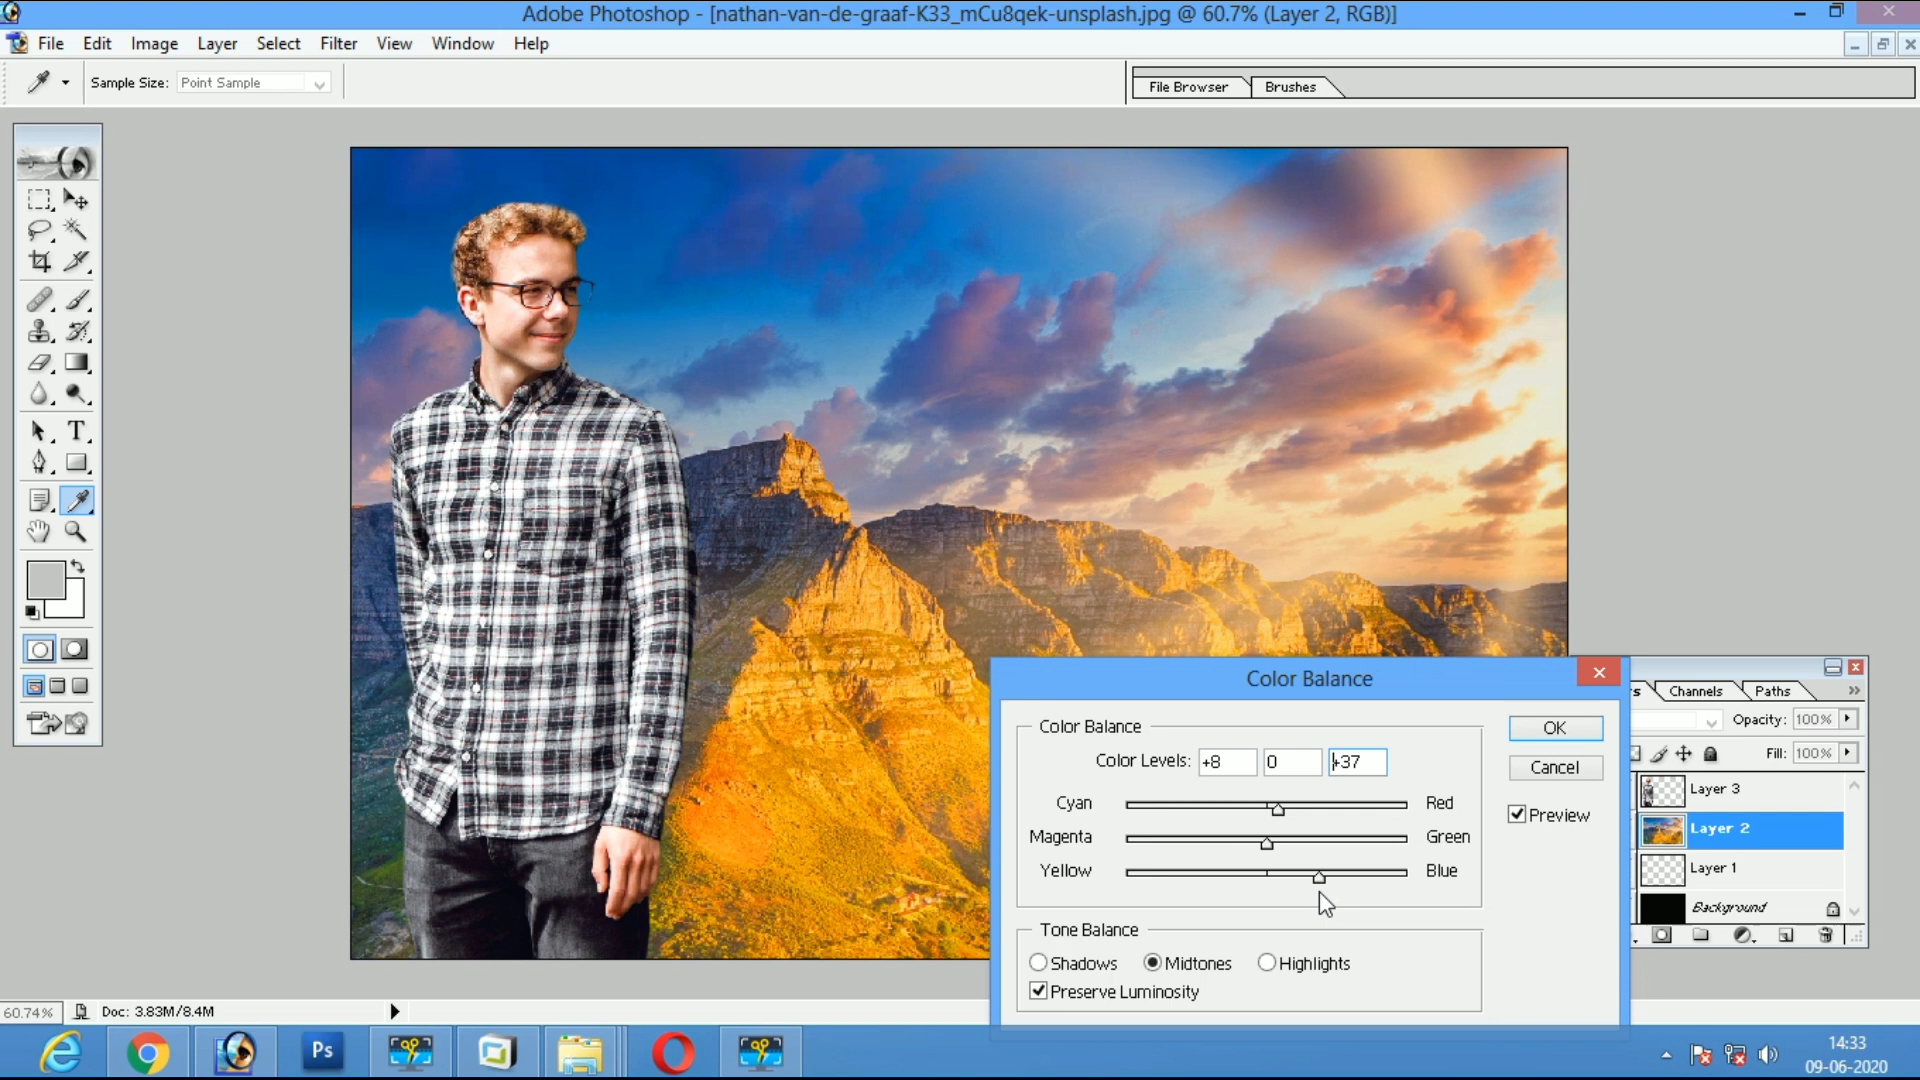 Adobe Photoshop - [nathan-van-de-graaf-K33_mCu8qek-unsplash.jpg @ 60.7% (Layer 2, RGB)]
File Edit Image Layer Select Filter View Window Help
Sample Size: Point Sample
File Browser Brushes
T
Color Balance
Channels Paths
Color Balance
OK
Opacity: 100%
Color Levels: +8 0 +37
Cancel
Fill: 100%
Cyan Red
Layer 3
Preview
Magenta Green
Layer 2
Yellow Blue
Layer 1
Background
Tone Balance
Shadows Midtones Highlights
Preserve Luminosity
60.74% Doc: 3.83M/8.4M
Ps
14:33
09-06-2020